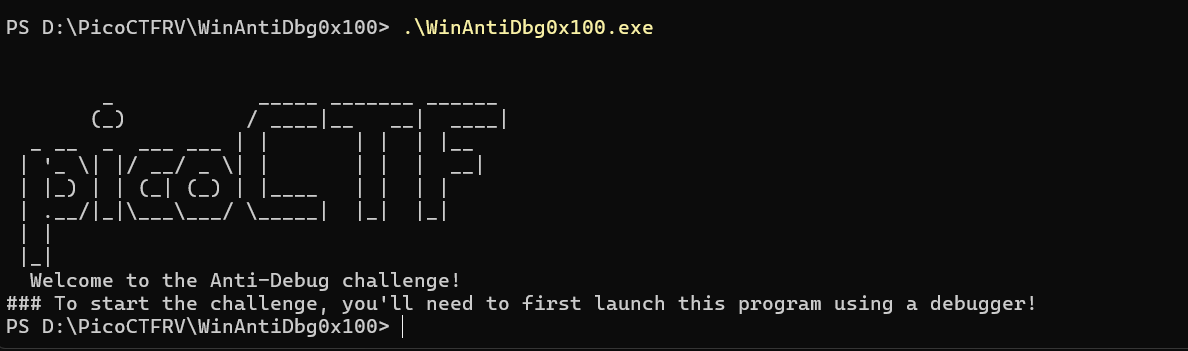 PS D:\PicoCTFRV\WinAntiDbg0x100> .\WinAntiDbg0x100.exe
        _            _____ _______ ______
       (_)          / ____|__   __|  ____|
  _ __  _  ___ ___ | |       | |  | |__
 | '_ \| |/ __/ _ \| |       | |  |  __|
 | |_) | | (_| (_) | |____   | |  | |
 | .__/|_|\___\___/ \_____|  |_|  |_|
 | |
 |_|
  Welcome to the Anti-Debug challenge!
### To start the challenge, you'll need to first launch this program using a debugger!
PS D:\PicoCTFRV\WinAntiDbg0x100>